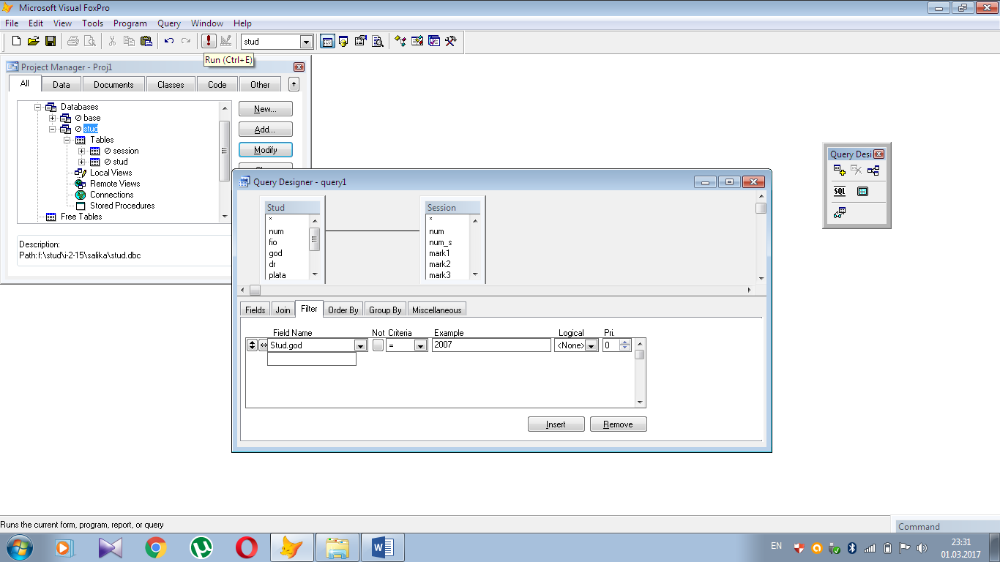 Microsoft Visual FoxPro
File Edit View Tools Program Query Window Help
stud
Run (Ctrl+E)
Project Manager - Proj1
All Data Documents Classes Code Other
Databases
base
stud
Tables
session
stud
Local Views
Remote Views
Connections
Stored Procedures
Free Tables
New...
Add...
Modify
Description:
Path: f:\stud\i-2-15\salika\stud.dbc
Query Desi
SQL
Query Designer - query1
Stud
*
num
fio
god
dr
plata
Session
*
num
num_s
mark1
mark2
mark3
Fields Join Filter Order By Group By Miscellaneous
Field Name Not Criteria Example Logical Pri.
Stud.god = 2007 <None> 0
Insert Remove
Runs the current form, program, report, or query
Command
EN
23:31
01.03.2017